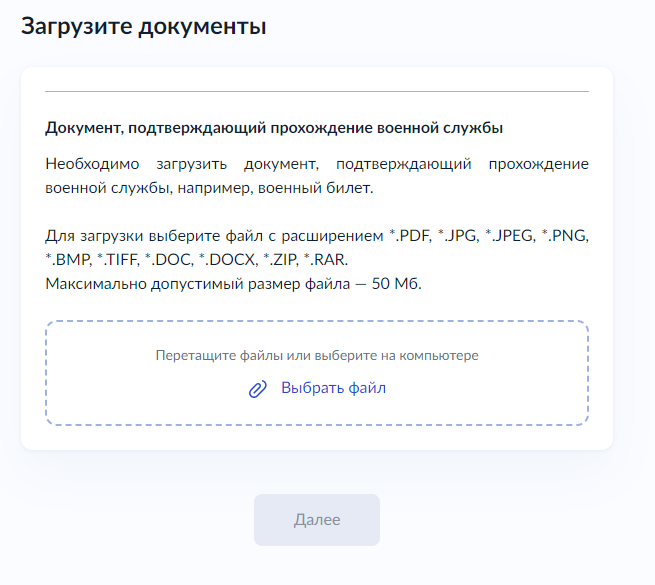 Загрузите документы
Документ, подтверждающий прохождение военной службы
Необходимо загрузить документ, подтверждающий прохождение
военной службы, например, военный билет.
Для загрузки выберите файл с расширением *.PDF, *.JPG, *.JPEG, *.PNG,
*.BMP, *.TIFF, *.DOC, *.DOCX, *.ZIP, *.RAR.
Максимально допустимый размер файла — 50 Мб.
Перетащите файлы или выберите на компьютере
Выбрать файл
Далее